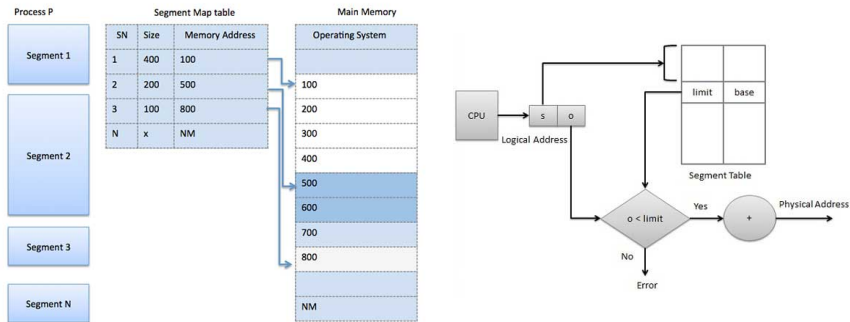 Process P
Segment 1
Segment 2
Segment 3
Segment N
Segment Map table
SN Size Memory Address
1 400 100
2 200 500
3 100 800
N x NM
Main Memory
Operating System
100
200
300
400
500
600
700
800
NM
CPU
s o
Logical Address
limit base
Segment Table
o < limit
Yes
+
Physical Address
No
Error